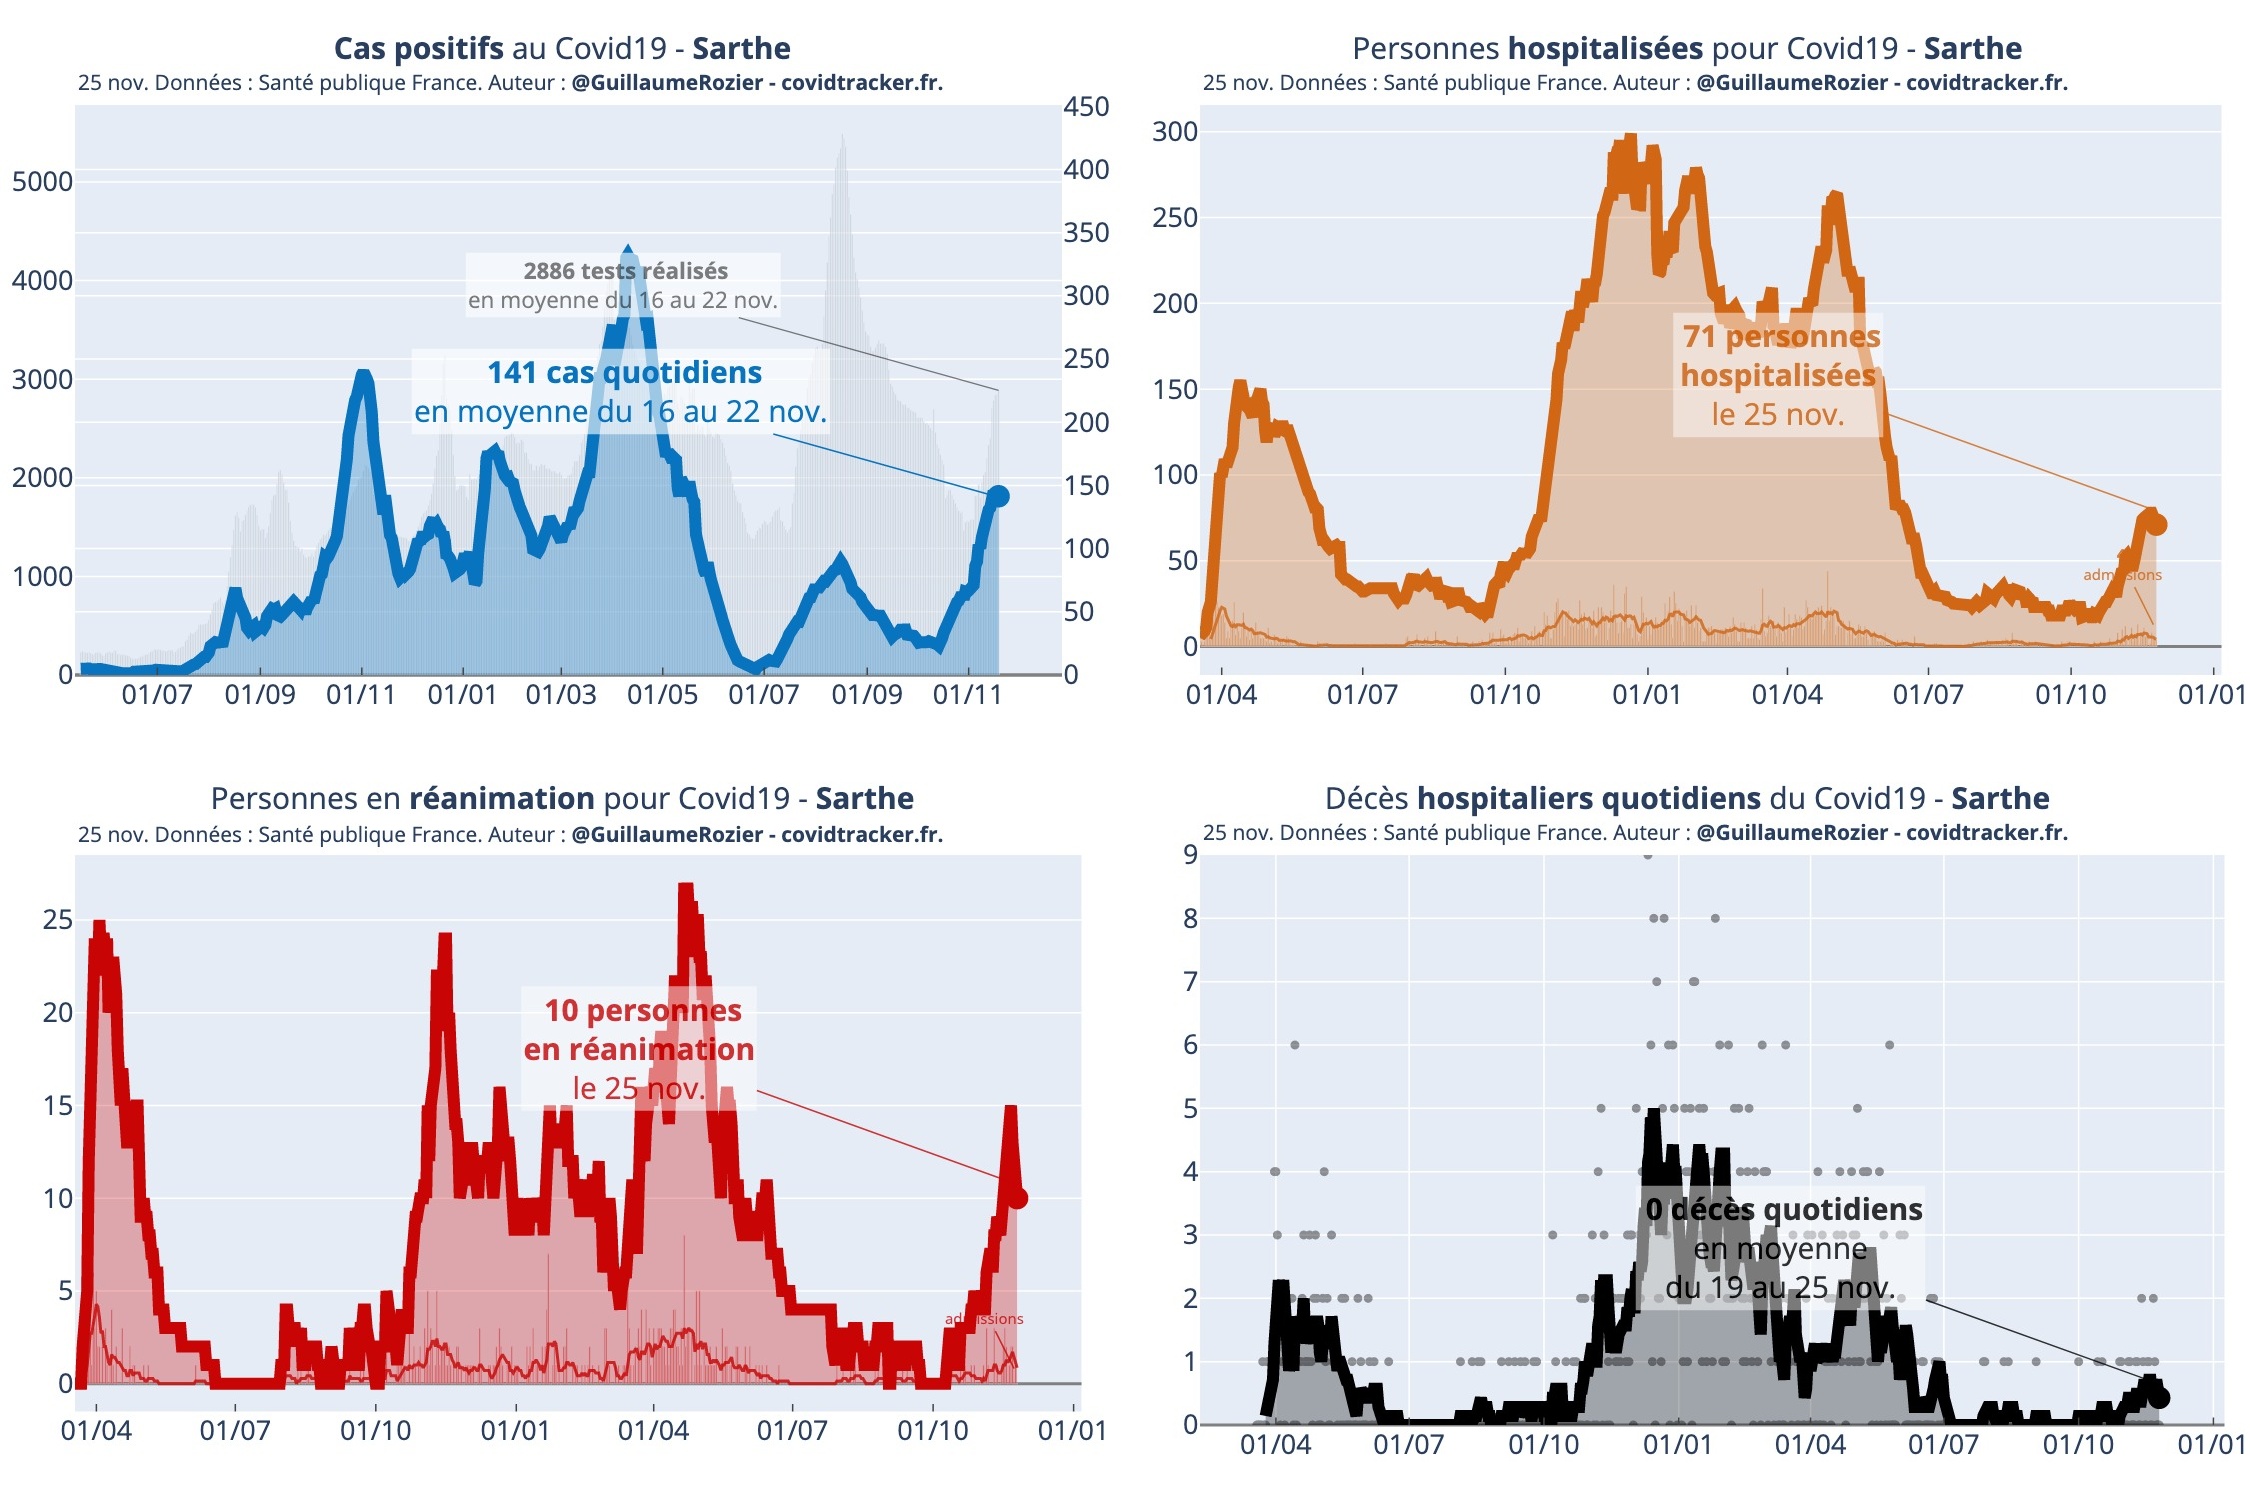 Cas positifs au Covid19 - Sarthe
25 nov. Données : Santé publique France. Auteur : @GuillaumeRozier - covidtracker.fr.
450
400
5000
350
4000
300
3000
250
200
2000
150
1000
100
50
0
0
2886 tests réalisés
en moyenne du 16 au 22 nov.
141 cas quotidiens
en moyenne du 16 au 22 nov.
01/07 01/09 01/11 01/01 01/03 01/05 01/07 01/09 01/11
Personnes hospitalisées pour Covid19 - Sarthe
25 nov. Données : Santé publique France. Auteur : @GuillaumeRozier - covidtracker.fr.
300
250
200
150
100
50
0
71 personnes
hospitalisées
le 25 nov.
admissions
01/04 01/07 01/10 01/01 01/04 01/07 01/10 01/01
Personnes en réanimation pour Covid19 - Sarthe
25 nov. Données : Santé publique France. Auteur : @GuillaumeRozier - covidtracker.fr.
25
20
15
10
5
0
10 personnes
en réanimation
le 25 nov.
admissions
01/04 01/07 01/10 01/01 01/04 01/07 01/10 01/01
Décès hospitaliers quotidiens du Covid19 - Sarthe
25 nov. Données : Santé publique France. Auteur : @GuillaumeRozier - covidtracker.fr.
9
8
7
6
5
4
3
2
1
0
0 décès quotidiens
en moyenne
du 19 au 25 nov.
01/04 01/07 01/10 01/01 01/04 01/07 01/10 01/01